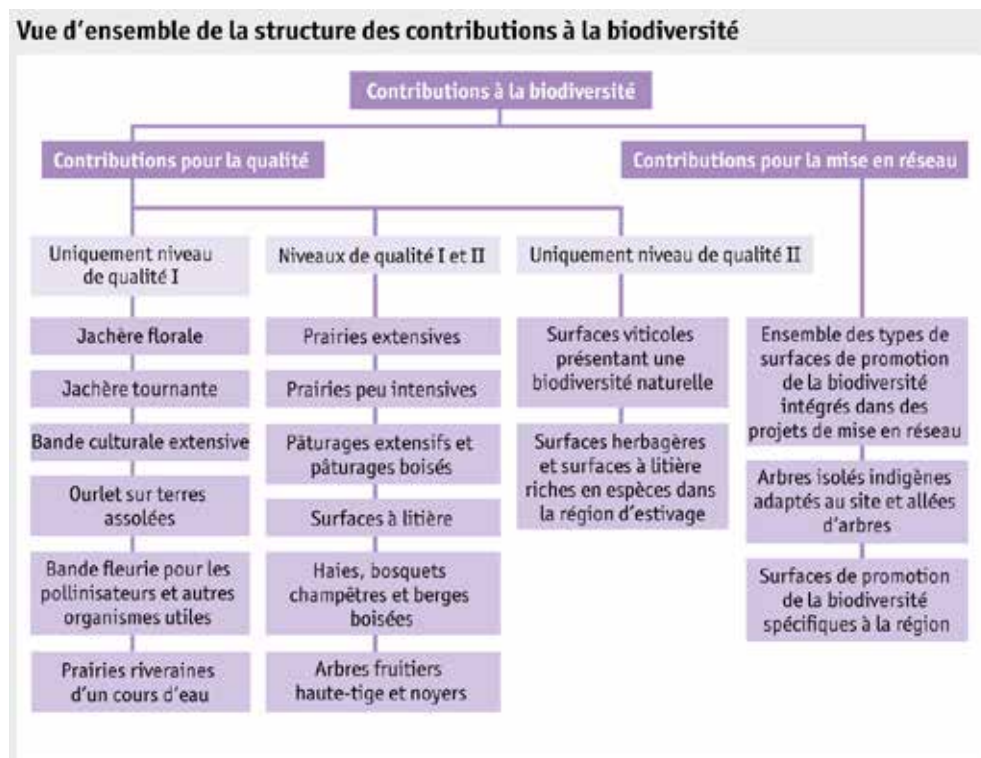 Vue d'ensemble de la structure des contributions à la biodiversité
Contributions à la biodiversité
Contributions pour la qualité
Contributions pour la mise en réseau
Uniquement niveau
de qualité I
Jachère florale
Jachère tournante
Bande culturale extensive
Ourlet sur terres
assolées
Bande fleurie pour les
pollinisateurs et autres
organismes utiles
Prairies riveraines
d'un cours d'eau
Niveaux de qualité I et II
Prairies extensives
Prairies peu intensives
Pâturages extensifs et
pâturages boisés
Surfaces à litière
Haies, bosquets
champêtres et berges
boisées
Arbres fruitiers
haute-tige et noyers
Uniquement niveau de qualité II
Surfaces viticoles
présentant une
biodiversité naturelle
Surfaces herbagères
et surfaces à litière
riches en espèces dans
la région d'estivage
Ensemble des types de
surfaces de promotion
de la biodiversité
intégrés dans des
projets de mise en réseau
Arbres isolés indigènes
adaptés au site et allées
d'arbres
Surfaces de promotion
de la biodiversité
spécifiques à la région